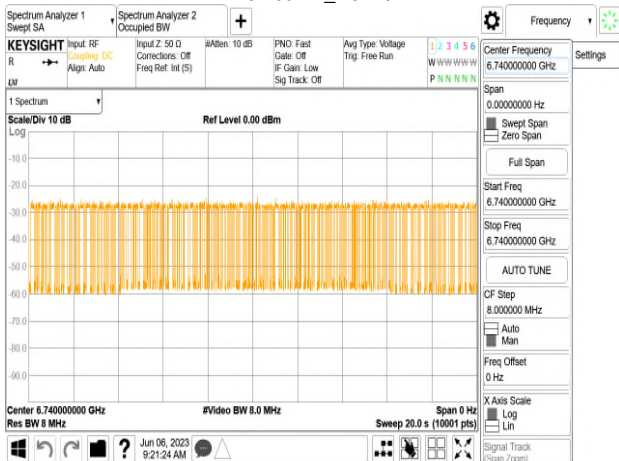 Spectrum Analyzer 1
Swept SA
Spectrum Analyzer 2
Occupied BW
+
Frequency
KEYSIGHT
R
Input: RF
Coupling: DC
Align: Auto
Input Z: 50 Ω
Corrections: Off
Freq Ref: Int (S)
#Atten: 10 dB
PNO: Fast
Gate: Off
IF Gain: Low
Sig Track: Off
Avg Type: Voltage
Trig: Free Run
1 2 3 4 5 6
W W W W W W
P N N N N N
Center Frequency
6.740000000 GHz
Settings
Span
0.00000000 Hz
Swept Span
Zero Span
Full Span
Start Freq
6.740000000 GHz
Stop Freq
6.740000000 GHz
AUTO TUNE
CF Step
8.000000 MHz
Auto
Man
Freq Offset
0 Hz
X Axis Scale
Log
Lin
Signal Track
(Span Zoom)
1 Spectrum
Scale/Div 10 dB
Ref Level 0.00 dBm
Log
-10.0
-20.0
-30.0
-40.0
-50.0
-60.0
-70.0
-80.0
-90.0
Center 6.740000000 GHz
#Video BW 8.0 MHz
Span 0 Hz
Res BW 8 MHz
Sweep 20.0 s (10001 pts)
?
Jun 06, 2023
9:21:24 AM